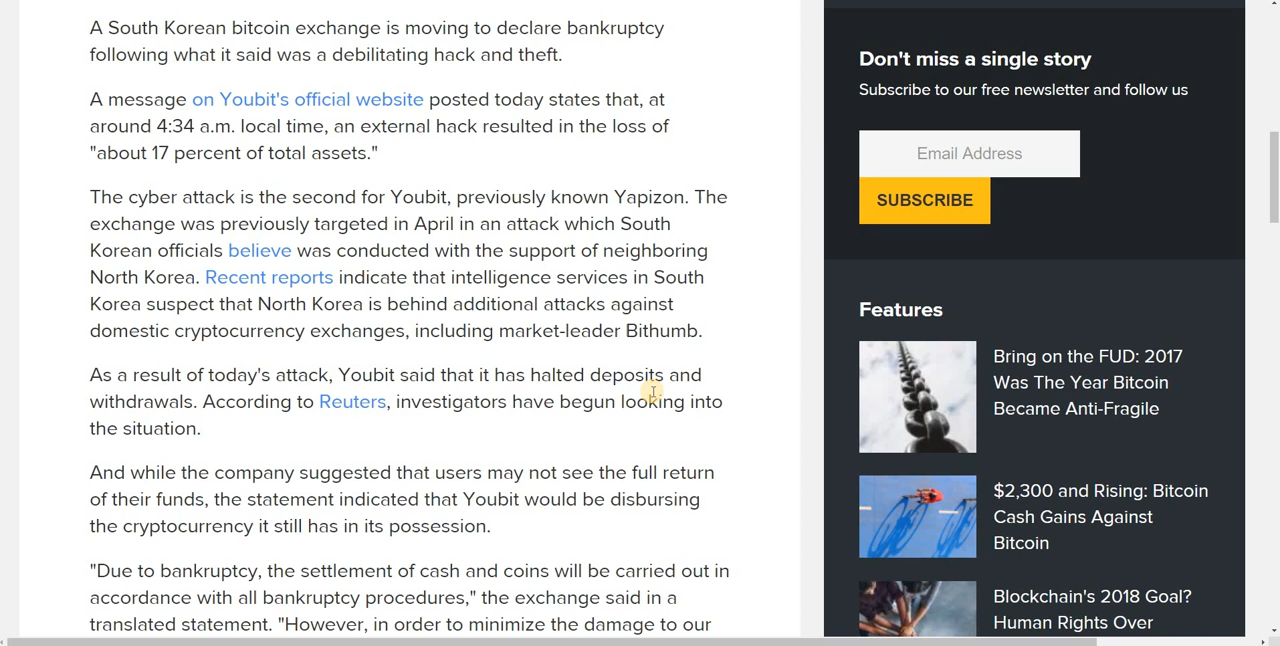 A South Korean bitcoin exchange is moving to declare bankruptcy
following what it said was a debilitating hack and theft.
A message on Youbit's official website posted today states that, at
around 4:34 a.m. local time, an external hack resulted in the loss of
"about 17 percent of total assets."
The cyber attack is the second for Youbit, previously known Yapizon. The
exchange was previously targeted in April in an attack which South
Korean officials believe was conducted with the support of neighboring
North Korea. Recent reports indicate that intelligence services in South
Korea suspect that North Korea is behind additional attacks against
domestic cryptocurrency exchanges, including market-leader Bithumb.
As a result of today's attack, Youbit said that it has halted deposits and
withdrawals. According to Reuters, investigators have begun looking into
the situation.
And while the company suggested that users may not see the full return
of their funds, the statement indicated that Youbit would be disbursing
the cryptocurrency it still has in its possession.
"Due to bankruptcy, the settlement of cash and coins will be carried out in
accordance with all bankruptcy procedures," the exchange said in a
translated statement. "However, in order to minimize the damage to our
Don't miss a single story
Subscribe to our free newsletter and follow us
Email Address
SUBSCRIBE
Features
Bring on the FUD: 2017
Was The Year Bitcoin
Became Anti-Fragile
$2,300 and Rising: Bitcoin
Cash Gains Against
Bitcoin
Blockchain's 2018 Goal?
Human Rights Over